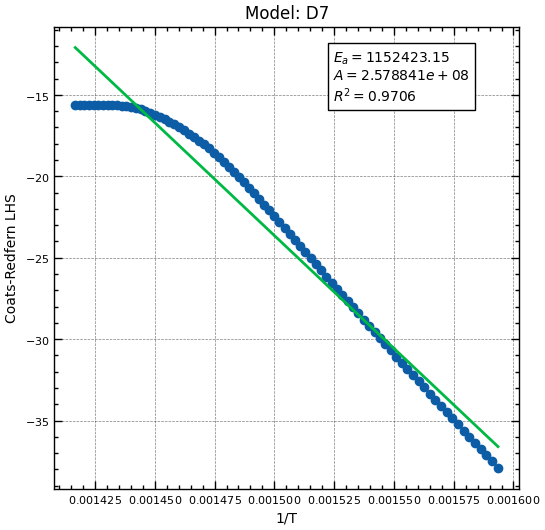 Model: D7
E_a = 1152423.15
A = 2.578841e + 08
R² = 0.9706
Coats-Redfern LHS
−15
−20
−25
−30
−35
0.001425 0.001450 0.001475 0.001500 0.001525 0.001550 0.001575 0.001600
1/T